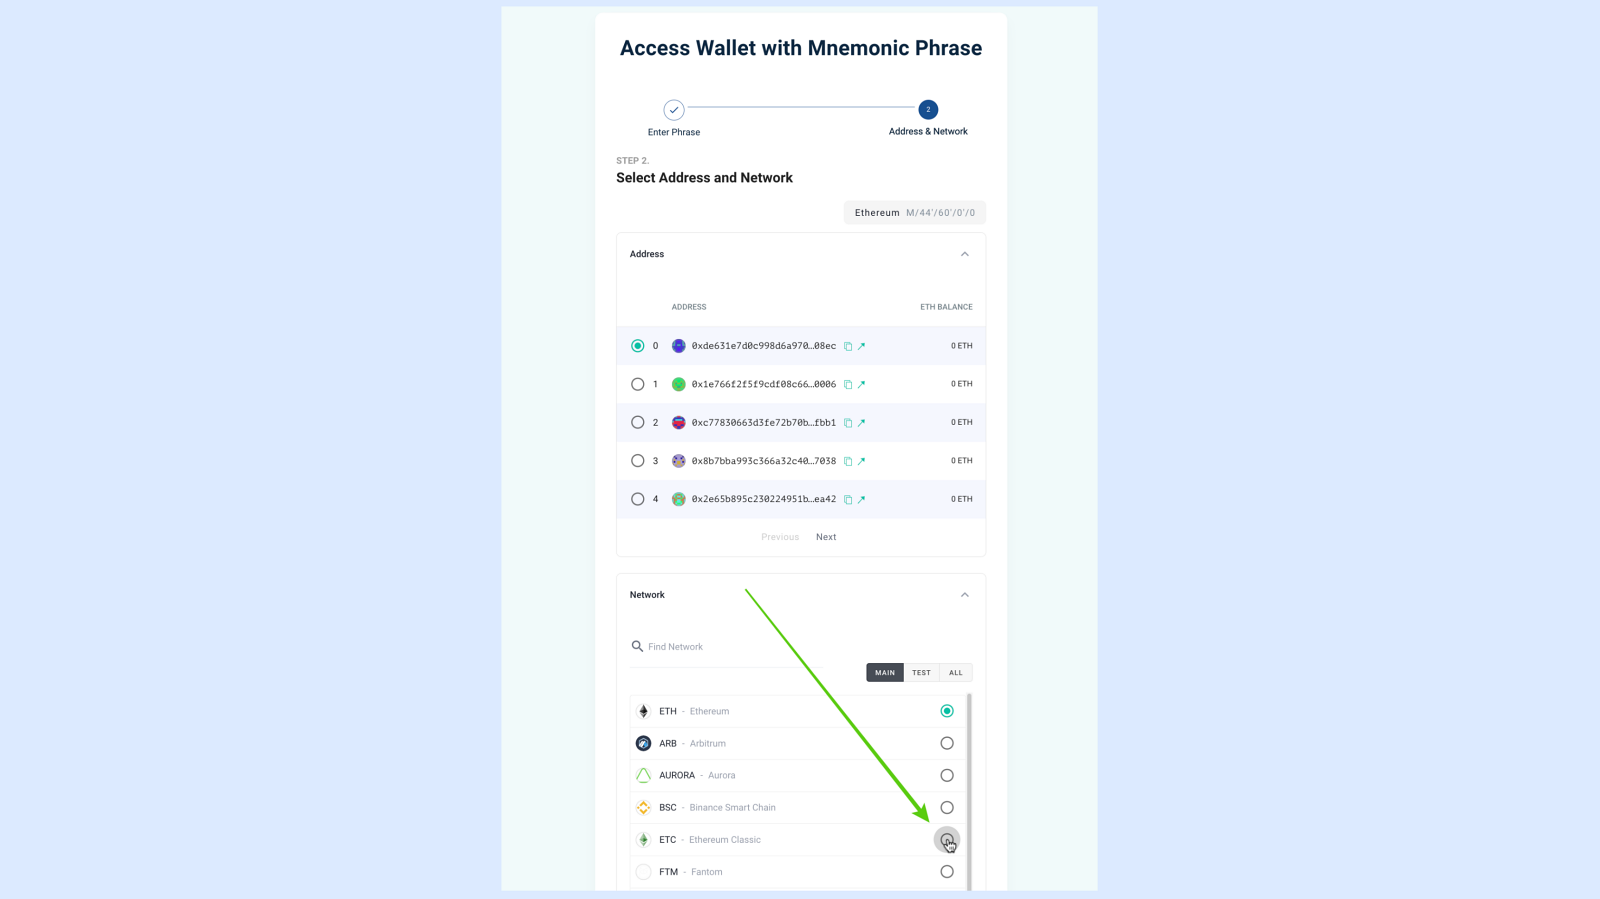 Access Wallet with Mnemonic Phrase
2
Enter Phrase
Address & Network
STEP 2.
Select Address and Network
Ethereum M/44'/60'/0'/0
Address
ADDRESS ETH BALANCE
0 0xde631e7d0c998d6a970...08ec 0 ETH
1 0x1e766f2f5f9cdf08c66...0006 0 ETH
2 0xc77830663d3fe72b70b...fbb1 0 ETH
3 0x8b7bba993c366a32c40...7038 0 ETH
4 0x2e65b895c230224951b...ea42 0 ETH
Previous Next
Network
Find Network
MAIN TEST ALL
ETH - Ethereum
ARB - Arbitrum
AURORA - Aurora
BSC - Binance Smart Chain
ETC - Ethereum Classic
FTM - Fantom